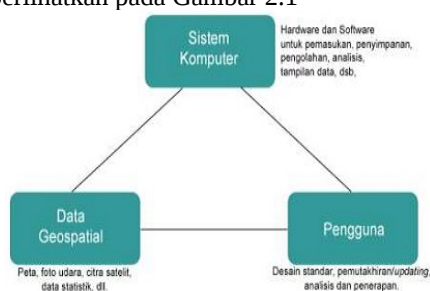 perlihatkan pada Gambar 2.1
Sistem
Komputer
Hardware dan Software
untuk pemasukan, penyimpanan,
pengolahan, analisis,
tampilan data, dsb,
Data
Geospatial
Peta, foto udara, citra satelit,
data statistik, dll.
Pengguna
Desain standar, pemutakhiran/updating,
analisis dan penerapan.